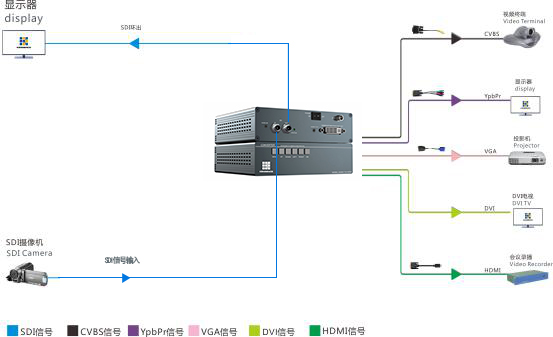 显示器
display
SDI环出
SDI摄像机
SDI Camera
SDI信号输入
CVBS
视频终端
Video Terminal
YpbPr
显示器
display
VGA
投影机
Projector
DVI
DVI电视
DVI TV
HDMI
会议录播
Video Recorder
SDI信号 CVBS信号 YpbPr信号 VGA信号 DVI信号 HDMI信号